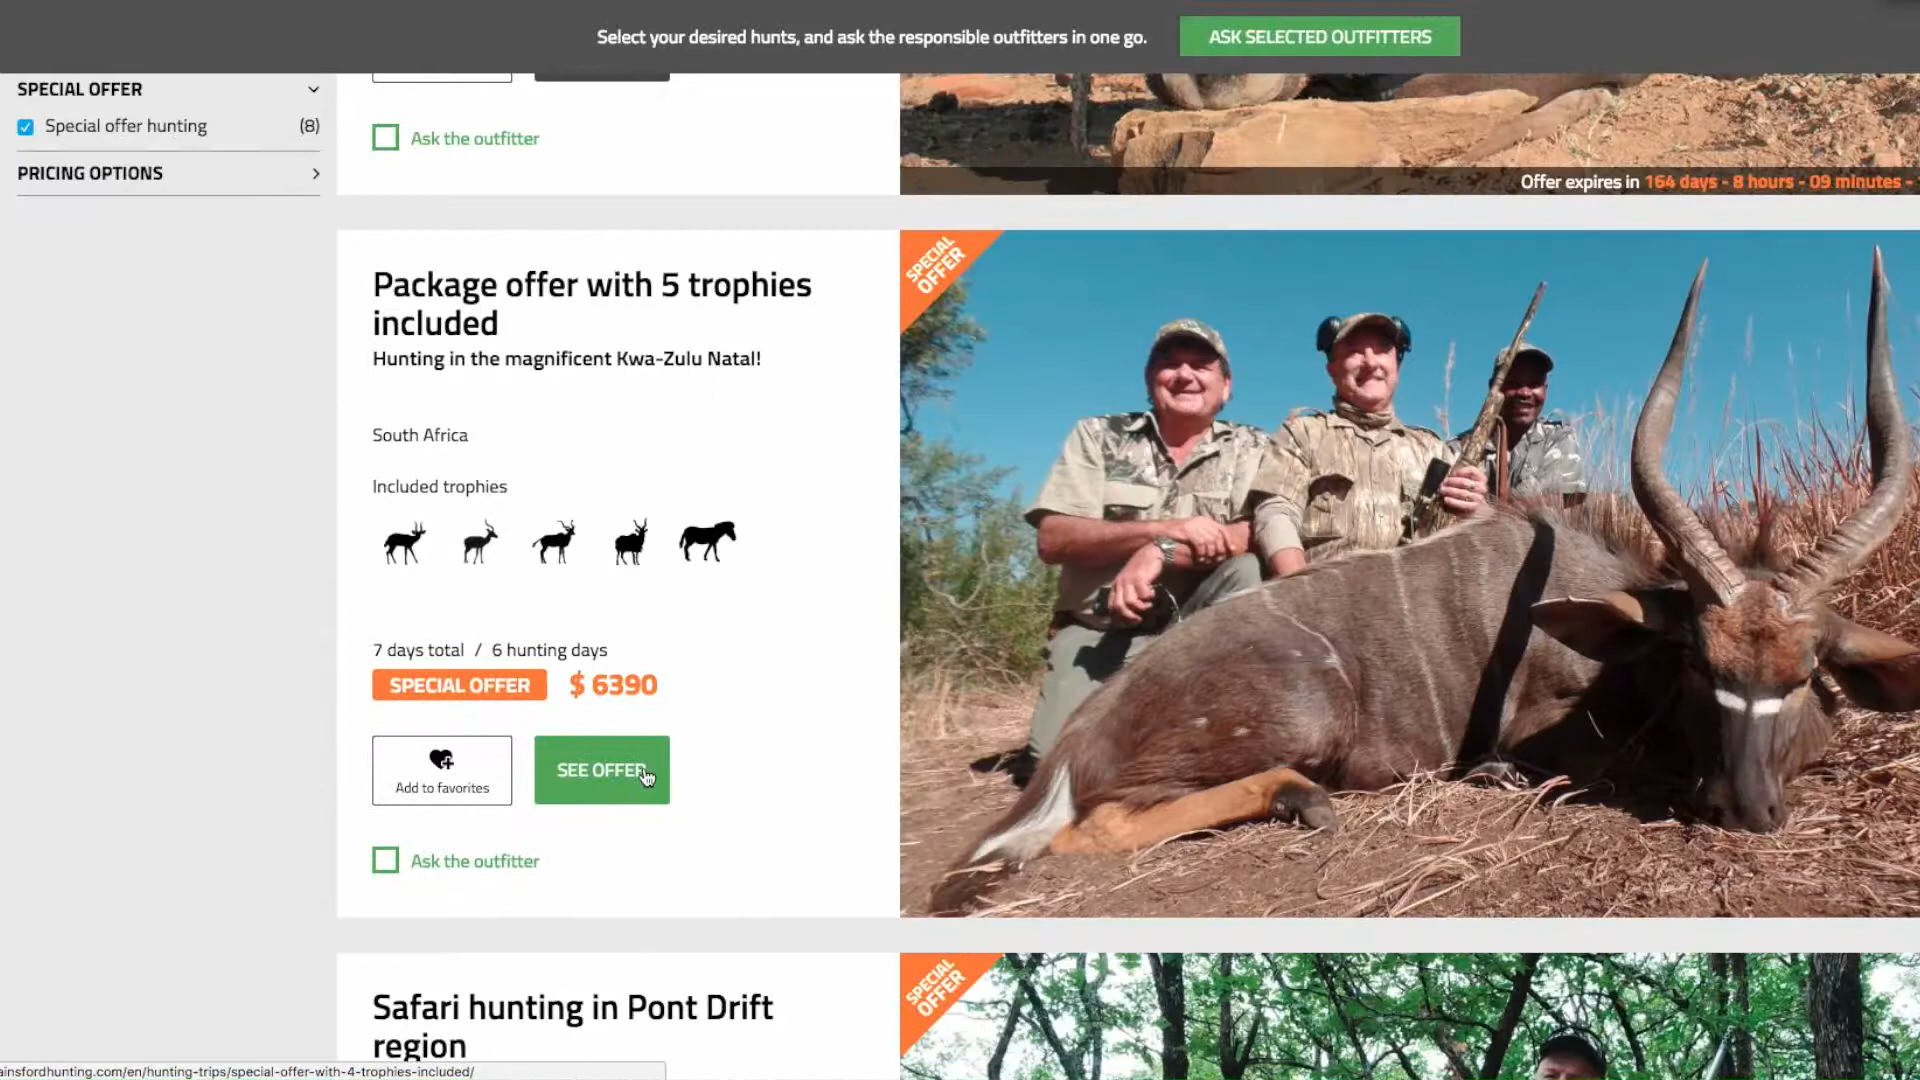 Select your desired hunts, and ask the responsible outfitters in one go.
ASK SELECTED OUTFITTERS
SPECIAL OFFER
Special offer hunting (8)
PRICING OPTIONS
Ask the outfitter
Offer expires in 164 days - 8 hours - 09 minutes -
SPECIAL OFFER
Package offer with 5 trophies
included
Hunting in the magnificent Kwa-Zulu Natal!
South Africa
Included trophies
7 days total / 6 hunting days
SPECIAL OFFER $ 6390
Add to favorites
SEE OFFER
Ask the outfitter
SPECIAL OFFER
Safari hunting in Pont Drift
region
ainsfordhunting.com/en/hunting-trips/special-offer-with-4-trophies-included/